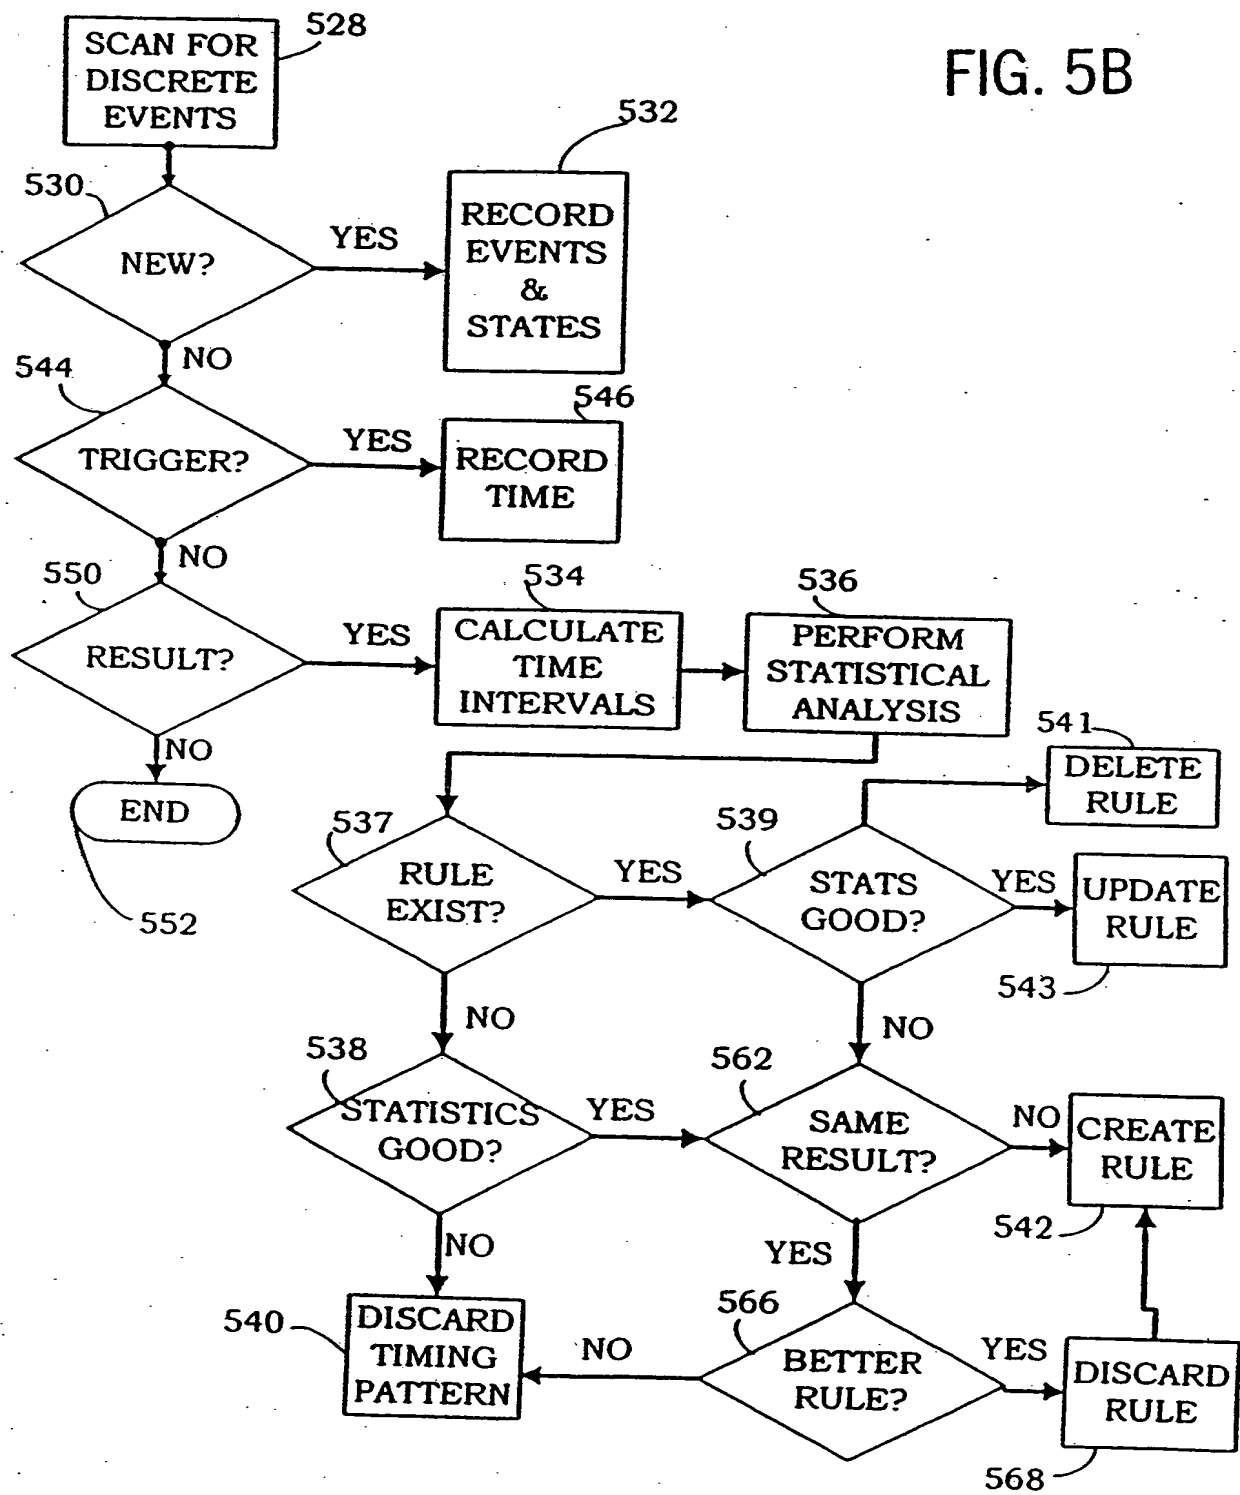 FIG. 5B
528
SCAN FOR
DISCRETE
EVENTS
530
NEW?
YES
532
RECORD
EVENTS
&
STATES
NO
544
TRIGGER?
YES
546
RECORD
TIME
NO
550
RESULT?
YES
534
CALCULATE
TIME
INTERVALS
536
PERFORM
STATISTICAL
ANALYSIS
NO
END
552
537
RULE
EXIST?
YES
539
STATS
GOOD?
541
DELETE
RULE
YES
UPDATE
RULE
543
NO
NO
538
STATISTICS
GOOD?
YES
562
SAME
RESULT?
NO
CREATE
RULE
542
NO
YES
540
DISCARD
TIMING
PATTERN
NO
566
BETTER
RULE?
YES
DISCARD
RULE
568